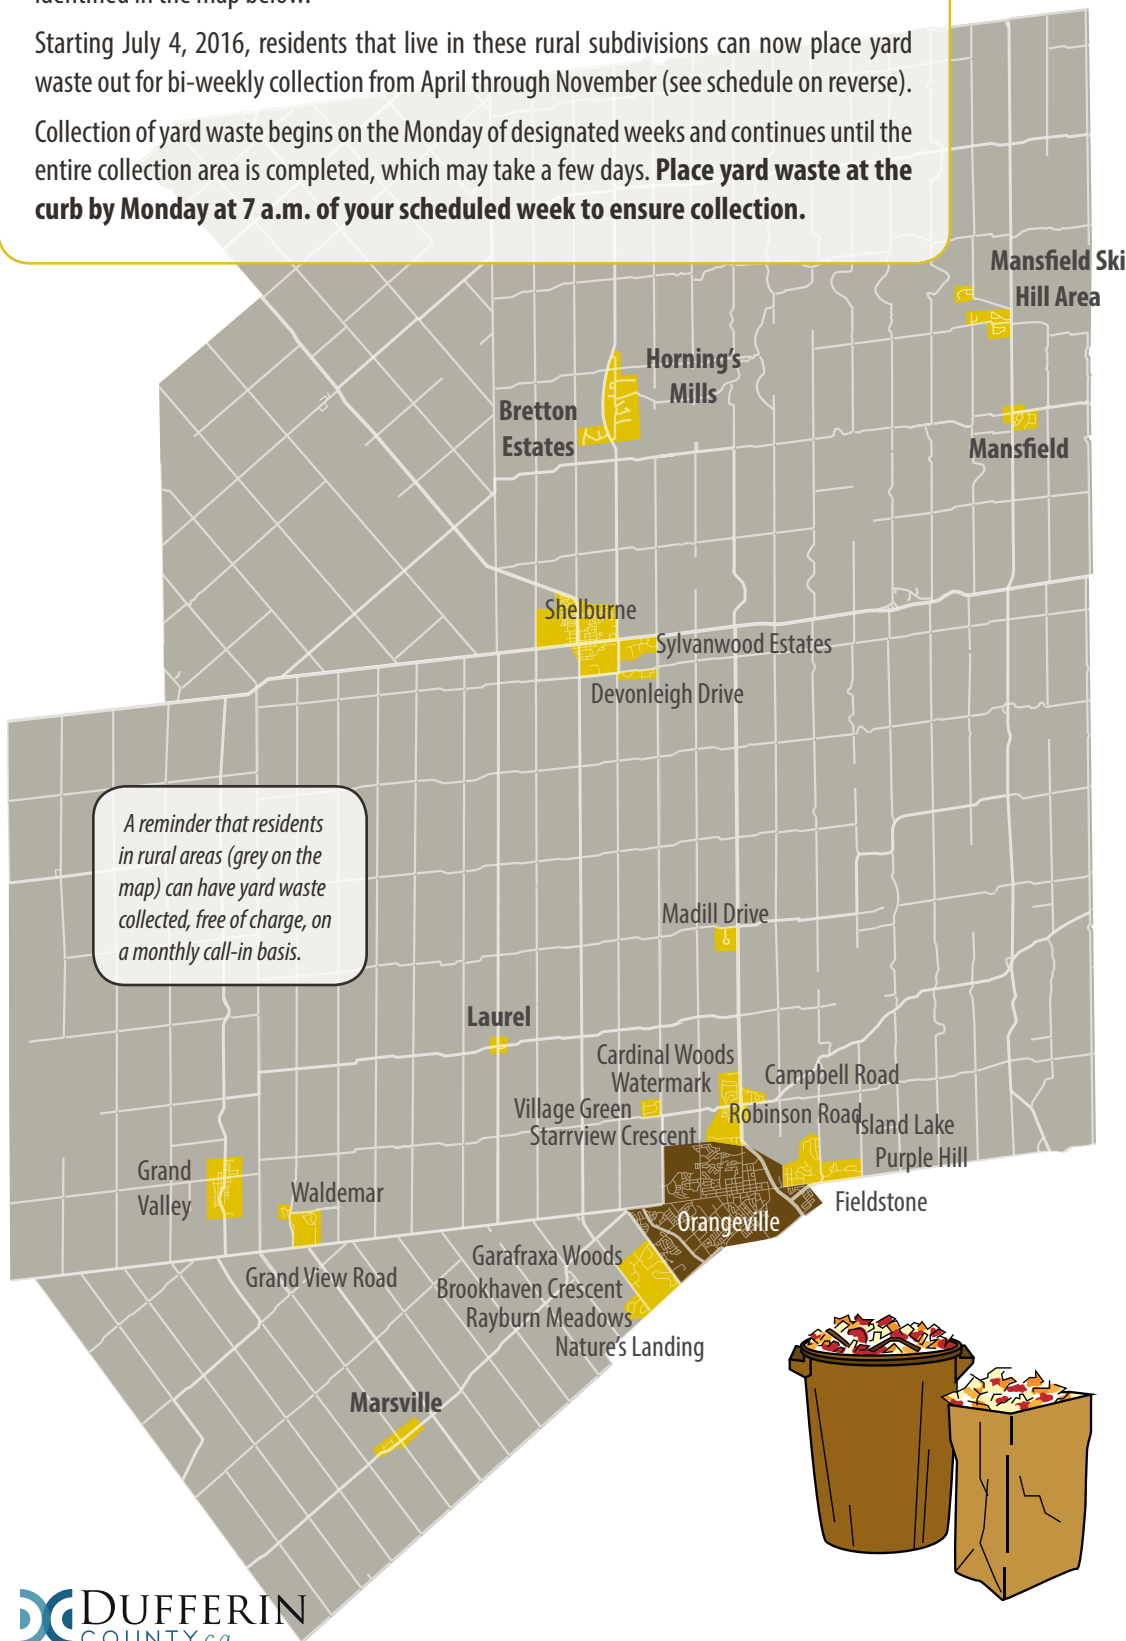 identified in the map below.
Starting July 4, 2016, residents that live in these rural subdivisions can now place yard
waste out for bi-weekly collection from April through November (see schedule on reverse).
Collection of yard waste begins on the Monday of designated weeks and continues until the
entire collection area is completed, which may take a few days. Place yard waste at the
curb by Monday at 7 a.m. of your scheduled week to ensure collection.
Mansfield Ski
Hill Area
Horning's
Mills
Bretton
Estates
Mansfield
Shelburne
Sylvanwood Estates
Devonleigh Drive
A reminder that residents
in rural areas (grey on the
map) can have yard waste
collected, free of charge, on
a monthly call-in basis.
Madill Drive
Laurel
Cardinal Woods
Watermark
Campbell Road
Village Green
Robinson Road
Starrview Crescent
Island Lake
Purple Hill
Grand
Valley
Waldemar
Fieldstone
Orangeville
Garafraxa Woods
Grand View Road
Brookhaven Crescent
Rayburn Meadows
Nature's Landing
Marsville
DUFFERIN
COUNTY.ca